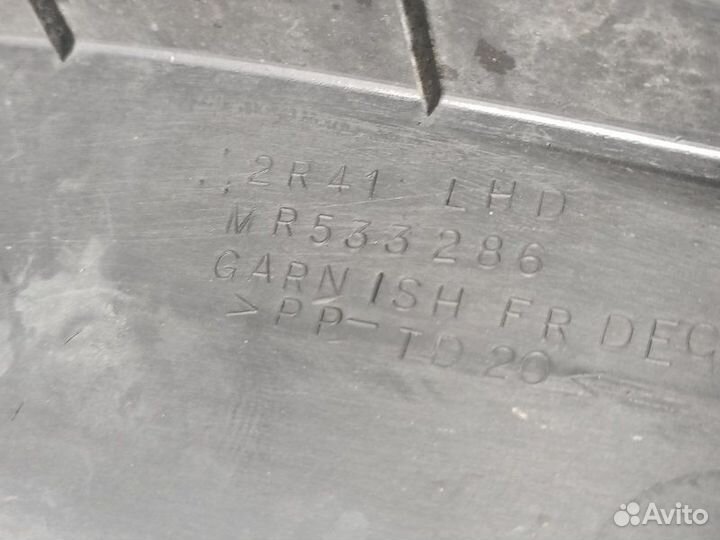 2R41 LHD
MR533286
GARNISH FR DEC
>PP-TD20<
Avito